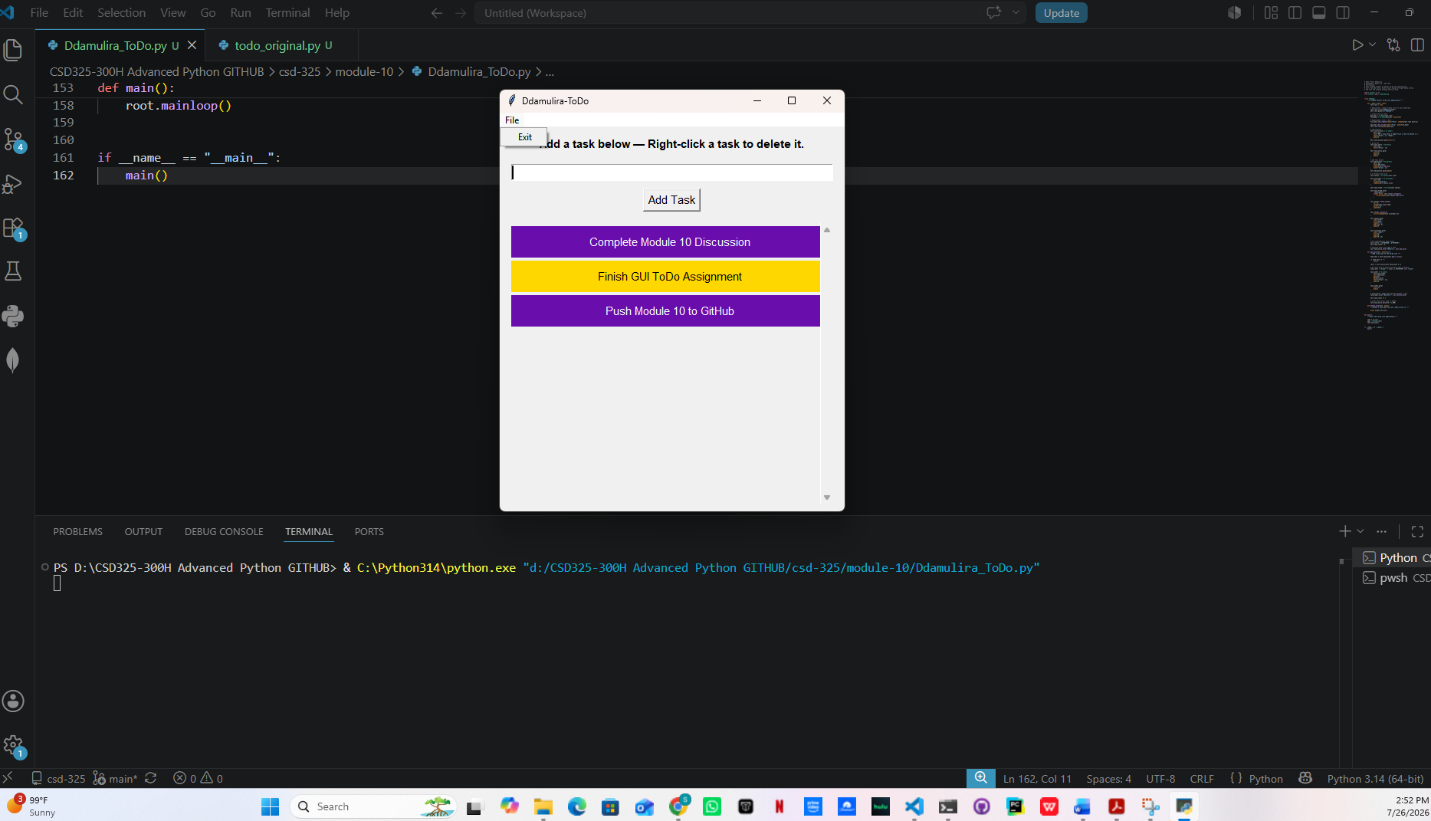 File Edit Selection View Go Run Terminal Help
Untitled (Workspace)
Update
Ddamulira_ToDo.py U
todo_original.py U
CSD325-300H Advanced Python GITHUB > csd-325 > module-10 > Ddamulira_ToDo.py > ...
153 def main():
158 root.mainloop()
159
160
161 if __name__ == "__main__":
162 main()
Ddamulira-ToDo
File
Exit
dd a task below — Right-click a task to delete it.
Add Task
Complete Module 10 Discussion
Finish GUI ToDo Assignment
Push Module 10 to GitHub
4
1
1
PROBLEMS OUTPUT DEBUG CONSOLE TERMINAL PORTS
PS D:\CSD325-300H Advanced Python GITHUB> & C:\Python314\python.exe "d:/CSD325-300H Advanced Python GITHUB/csd-325/module-10/Ddamulira_ToDo.py"
Python CS
pwsh CSD
csd-325 main* 0 0
Ln 162, Col 11 Spaces: 4 UTF-8 CRLF { } Python Python 3.14 (64-bit)
3
99°F
Sunny
Search
2:52 PM
7/26/2026